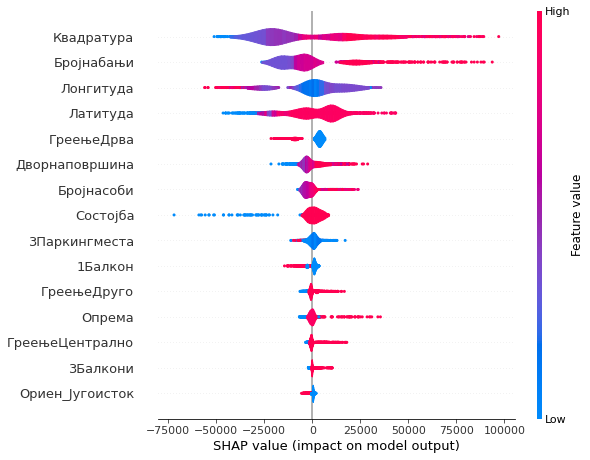 High
Квадратура
Бројнабањи
Лонгитуда
Латитуда
ГреењеДрва
Дворнаповршина
Бројнасоби
Состојба
3Паркингместа
1Балкон
ГреењеДруго
Опрема
ГреењеЦентрално
3Балкони
Ориен_Југоисток
Feature value
Low
−75000 −50000 −25000 0 25000 50000 75000 100000
SHAP value (impact on model output)